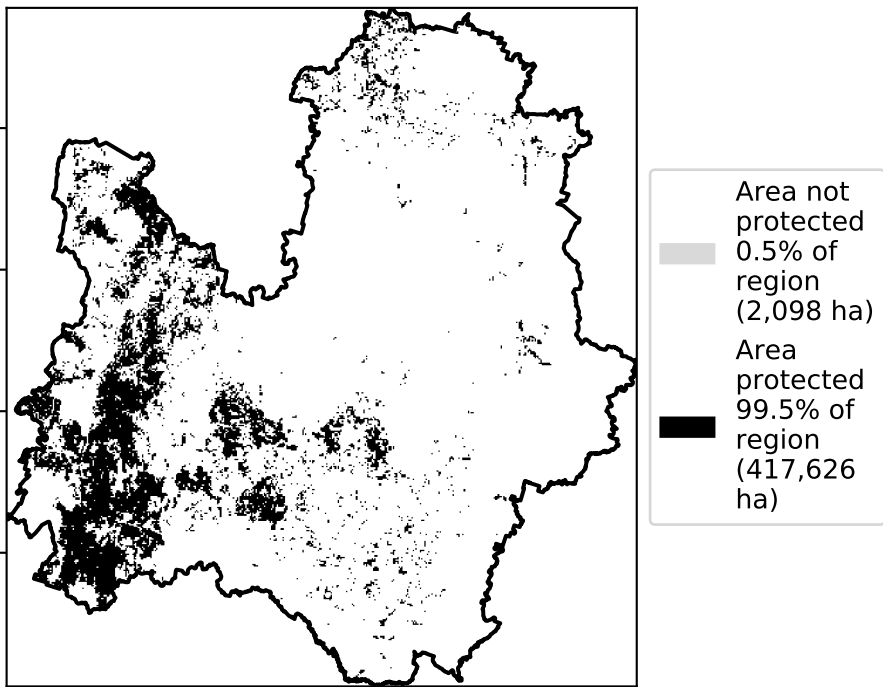 Area not
protected
0.5% of
region
(2,098 ha)
Area
protected
99.5% of
region
(417,626
ha)